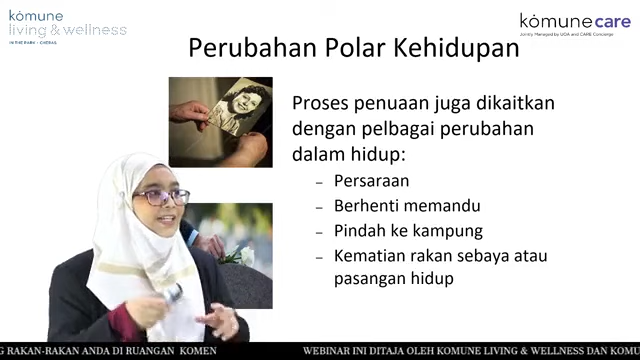 kömune
living & wellness
IN THE PARK - CHERAS
kömunecare
Jointly Managed by UDA and CARE Concierge
Perubahan Polar Kehidupan
Proses penuaan juga dikaitkan
dengan pelbagai perubahan
dalam hidup:
– Persaraan
– Berhenti memandu
– Pindah ke kampung
– Kematian rakan sebaya atau
pasangan hidup
G RAKAN-RAKAN ANDA DI RUANGAN KOMEN
WEBINAR INI DITAJA OLEH KOMUNE LIVING & WELLNESS DAN KOMU